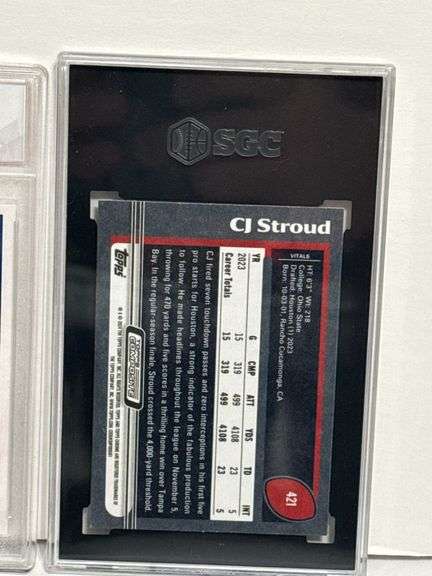 SGC
CJ Stroud
421
VITALS
HT: 6'3" Wt: 218
College: Ohio State
Drafted: Houston (1) 2023
Born: 10-03-01, Rancho Cucamonga, CA
YR G CMP ATT YDS TD INT
2023 15 319 499 4108 23 5
Career Totals 15 319 499 4108 23 5
CJ fired seven touchdown passes and zero interceptions in his first five
pro starts for Houston, a strong indicator of the fabulous production
to follow. He made headlines throughout the league on November 5,
throwing for 470 yards and five scores in a thrilling home win over Tampa
Bay. In the regular-season finale, Stroud crossed the 4,000-yard threshold.
Topps
TOPPS
COMPOSITE